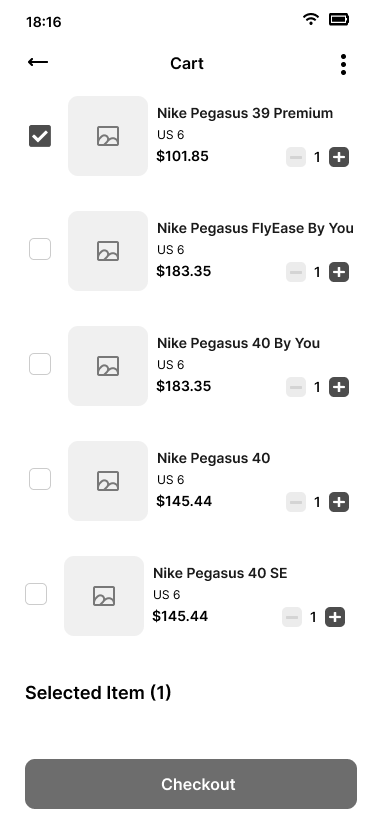 18:16
Cart
Nike Pegasus 39 Premium
US 6
$101.85
1
Nike Pegasus FlyEase By You
US 6
$183.35
1
Nike Pegasus 40 By You
US 6
$183.35
1
Nike Pegasus 40
US 6
$145.44
1
Nike Pegasus 40 SE
US 6
$145.44
1
Selected Item (1)
Checkout